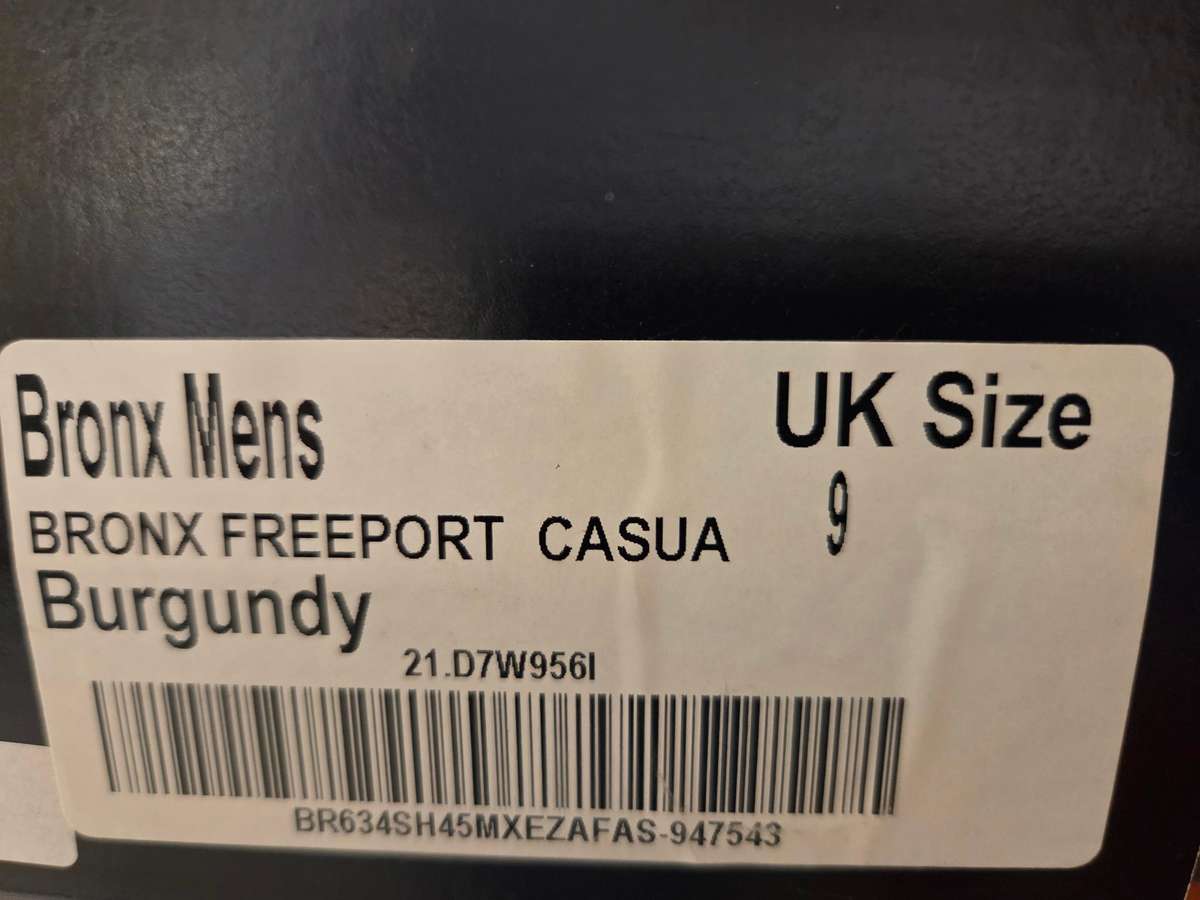 Bronx Mens
UK Size
9
BRONX FREEPORT CASUA
Burgundy
21.D7W956I
BR634SH45MXEZAFAS-947543